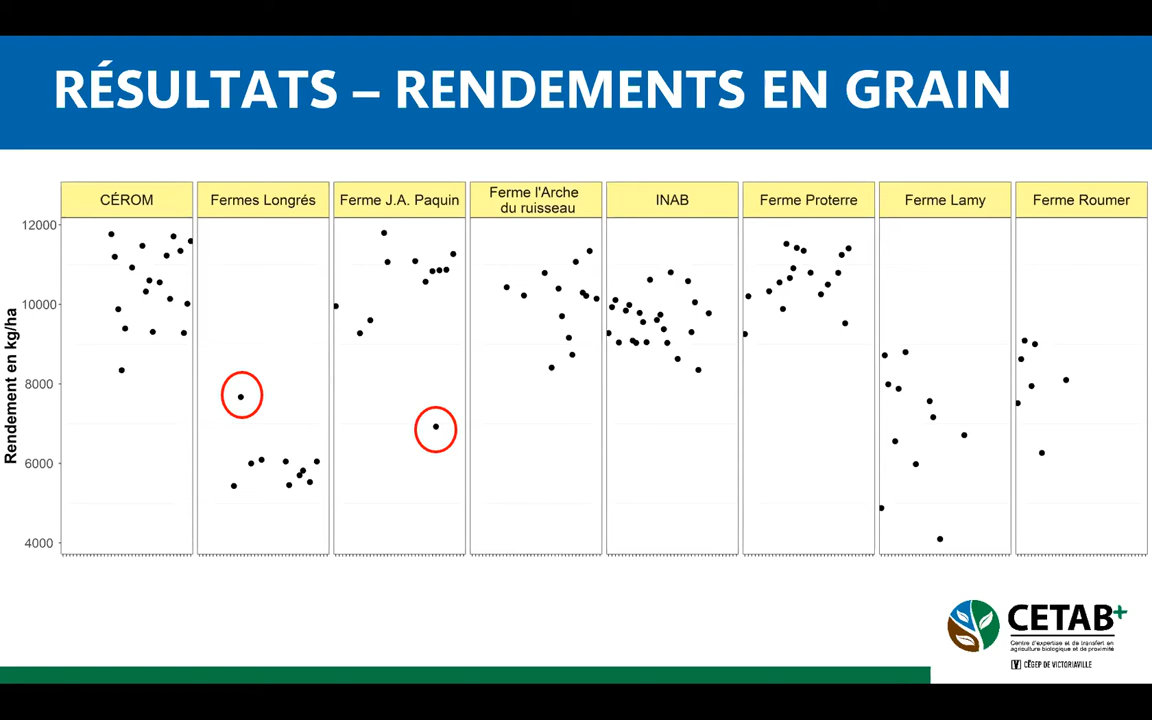 RÉSULTATS – RENDEMENTS EN GRAIN
CÉROM
Fermes Longrés
Ferme J.A. Paquin
Ferme l'Arche
du ruisseau
INAB
Ferme Proterre
Ferme Lamy
Ferme Roumer
Rendement en kg/ha
12000
10000
8000
6000
4000
CETAB+
Centre d'expertise et de transfert en
agriculture biologique et de proximité
CÉGEP DE VICTORIAVILLE